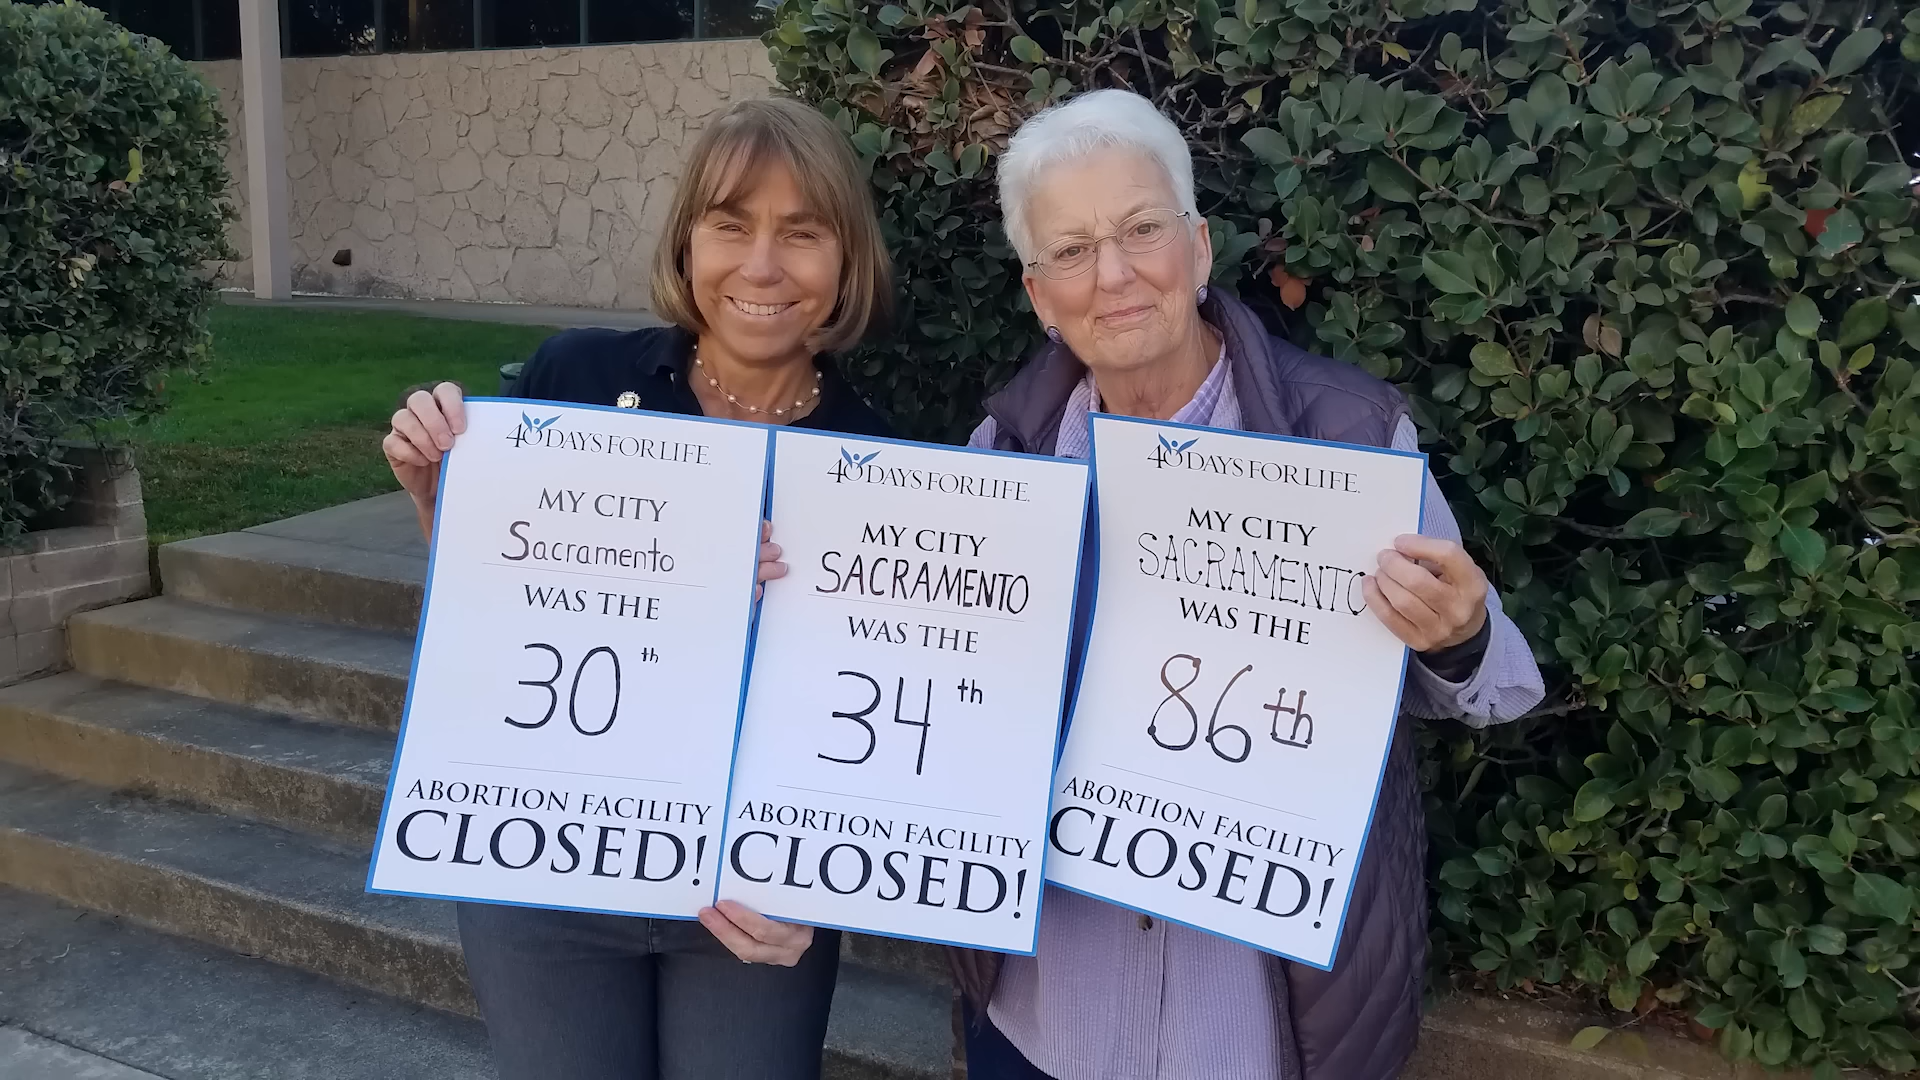 40 DAYS FOR LIFE.
MY CITY
Sacramento
WAS THE
30th
ABORTION FACILITY
CLOSED!
40 DAYS FOR LIFE.
MY CITY
SACRAMENTO
WAS THE
34th
ABORTION FACILITY
CLOSED!
40 DAYS FOR LIFE.
MY CITY
SACRAMENTO
WAS THE
86th
ABORTION FACILITY
CLOSED!